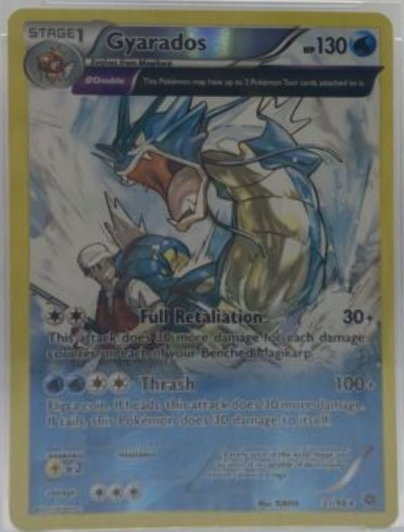 STAGE1
Gyarados
HP130
Evolves from Magikarp
Double This Pokémon may have up to 2 Pokémon Tool cards attached to it.
Full Retaliation 30+
This attack does 30 more damage for each damage
counter on each of your Benched Magikarp.
Thrash 100+
Flip a coin. If heads, this attack does 30 more damage.
If tails, this Pokémon does 30 damage to itself.
×2